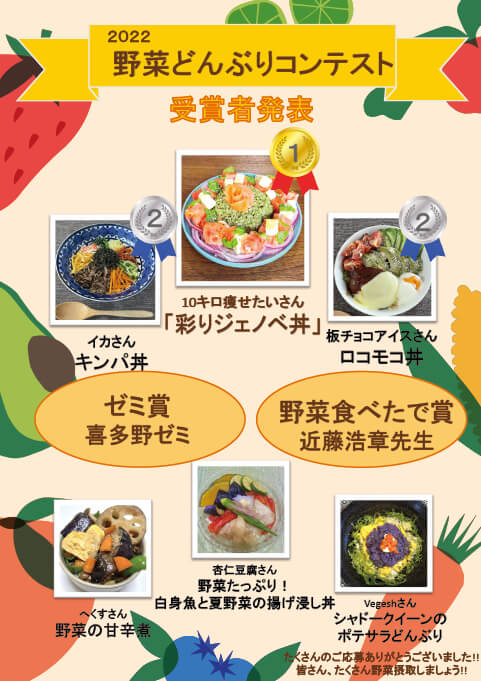 2022
野菜どんぶりコンテスト
受賞者発表
1
2
2
10キロ痩せたいさん
「彩りジェノベ丼」
イカさん
キンパ丼
板チョコアイスさん
ロコモコ丼
ゼミ賞
喜多野ゼミ
野菜食べたで賞
近藤浩章先生
へくすさん
野菜の甘辛煮
杏仁豆腐さん
野菜たっぷり！
白身魚と夏野菜の揚げ浸し丼
Vegeshさん
シャドークイーンの
ポテサラどんぶり
たくさんのご応募ありがとうございました!!
皆さん、たくさん野菜摂取しましょう!!